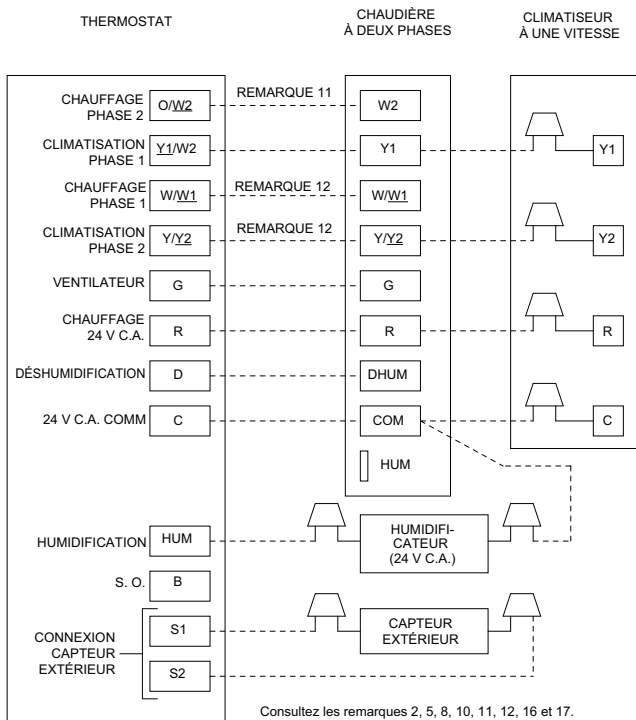 THERMOSTAT
CHAUDIÈRE
À DEUX PHASES
CLIMATISEUR
À UNE VITESSE
CHAUFFAGE
PHASE 2
O/W2
REMARQUE 11
W2
CLIMATISATION
PHASE 1
Y1/W2
Y1
Y1
CHAUFFAGE
PHASE 1
W/W1
REMARQUE 12
W/W1
CLIMATISATION
PHASE 2
Y/Y2
REMARQUE 12
Y/Y2
Y2
VENTILATEUR
G
G
CHAUFFAGE
24 V C.A.
R
R
R
DÉSHUMIDIFICATION
D
DHUM
24 V C.A. COMM
C
COM
C
HUM
HUMIDIFICATION
HUM
HUMIDIFI-
CATEUR
(24 V C.A.)
S. O.
B
CONNEXION
CAPTEUR
EXTÉRIEUR
S1
CAPTEUR
EXTÉRIEUR
S2
Consultez les remarques 2, 5, 8, 10, 11, 12, 16 et 17.